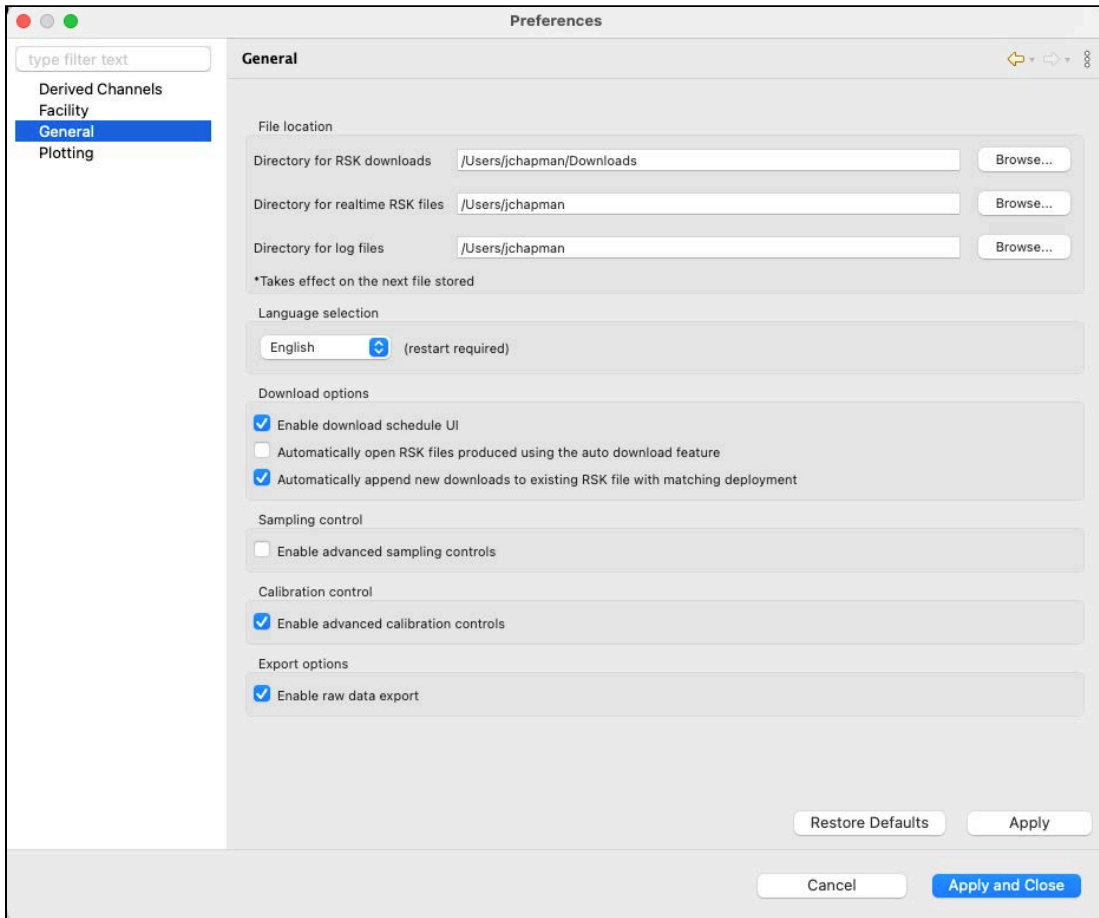 Preferences
type filter text
General
Derived Channels
Facility
General
Plotting
File location
Directory for RSK downloads /Users/jchapman/Downloads Browse...
Directory for realtime RSK files /Users/jchapman Browse...
Directory for log files /Users/jchapman Browse...
*Takes effect on the next file stored
Language selection
English (restart required)
Download options
Enable download schedule UI
Automatically open RSK files produced using the auto download feature
Automatically append new downloads to existing RSK file with matching deployment
Sampling control
Enable advanced sampling controls
Calibration control
Enable advanced calibration controls
Export options
Enable raw data export
Restore Defaults Apply
Cancel Apply and Close